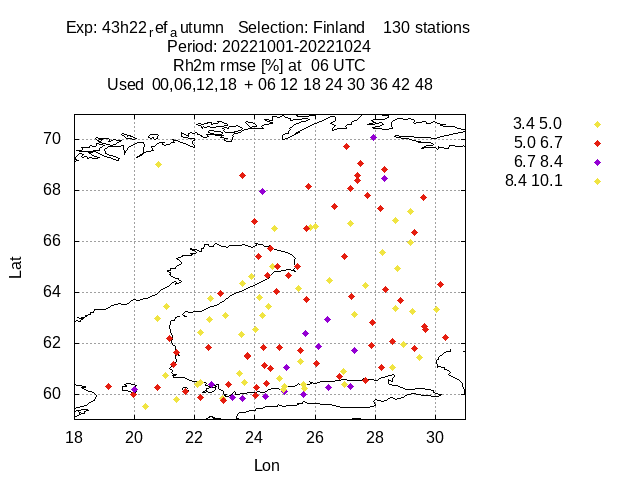 Exp: 43h22refautumn Selection: Finland 130 stations
Period: 20221001-20221024
Rh2m rmse [%] at 06 UTC
Used 00,06,12,18 + 06 12 18 24 30 36 42 48
3.4 5.0
5.0 6.7
6.7 8.4
8.4 10.1
70
68
66
64
62
60
Lat
18 20 22 24 26 28 30
Lon